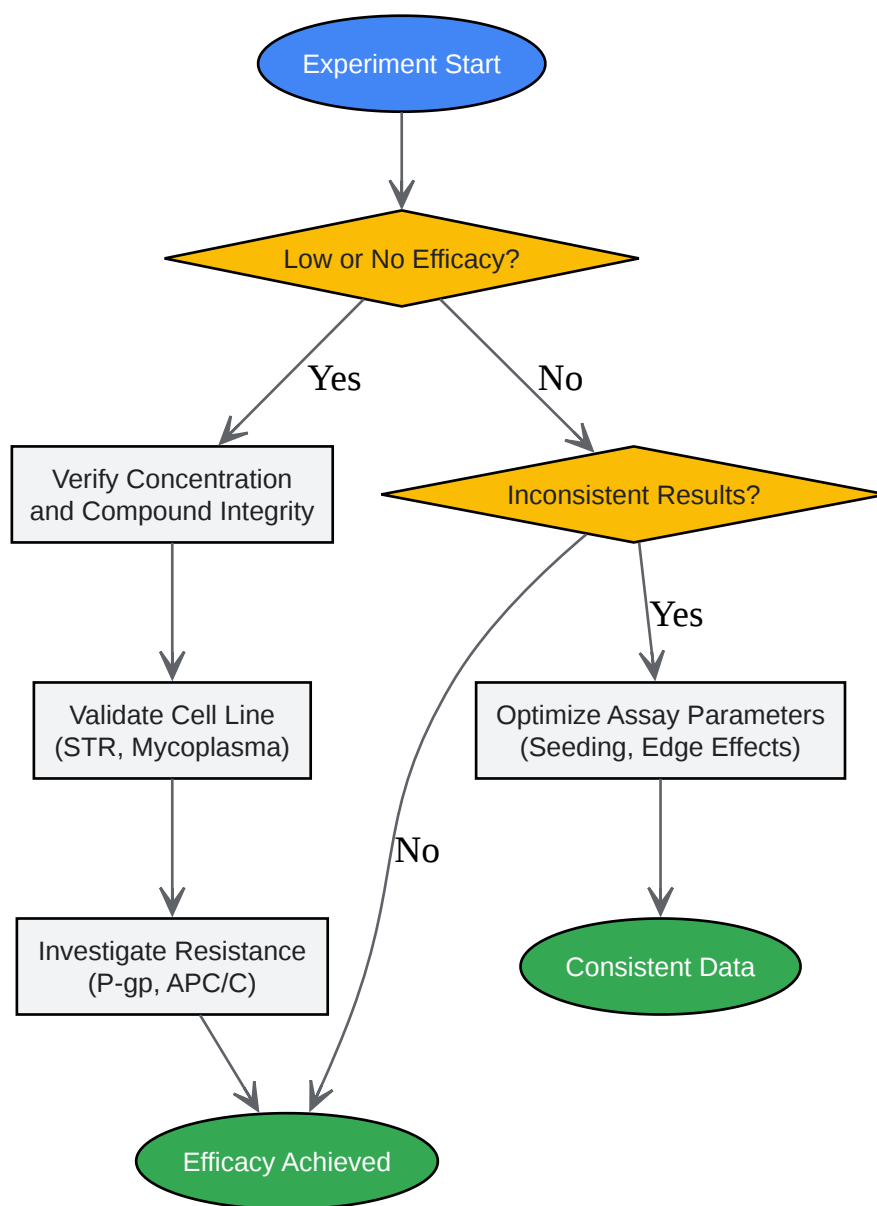 Experiment Start
Low or No Efficacy?
Yes
No
Verify Concentration
and Compound Integrity
Inconsistent Results?
Yes
Validate Cell Line
(STR, Mycoplasma)
Optimize Assay Parameters
(Seeding, Edge Effects)
No
Investigate Resistance
(P-gp, APC/C)
Consistent Data
Efficacy Achieved